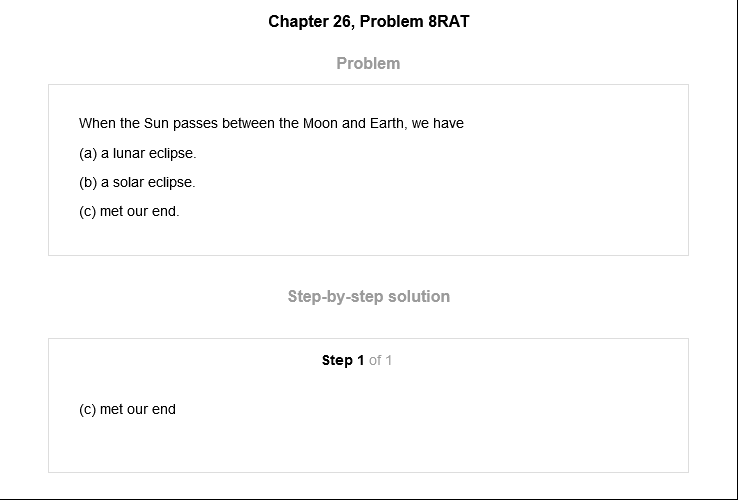 Chapter 26, Problem 8RAT
Problem
When the Sun passes between the Moon and Earth, we have
(a) a lunar eclipse.
(b) a solar eclipse.
(c) met our end.
Step-by-step solution
Step 1 of 1
(c) met our end